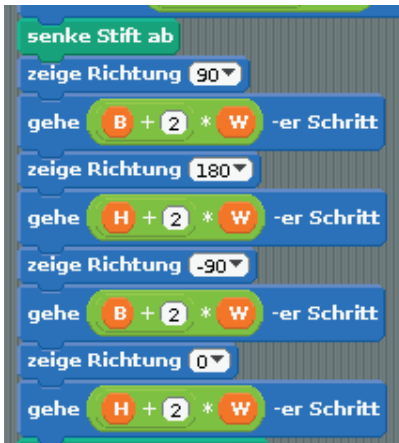 senke Stift ab
zeige Richtung 90
gehe B + 2 * W -er Schritt
zeige Richtung 180
gehe H + 2 * W -er Schritt
zeige Richtung -90
gehe B + 2 * W -er Schritt
zeige Richtung 0
gehe H + 2 * W -er Schritt